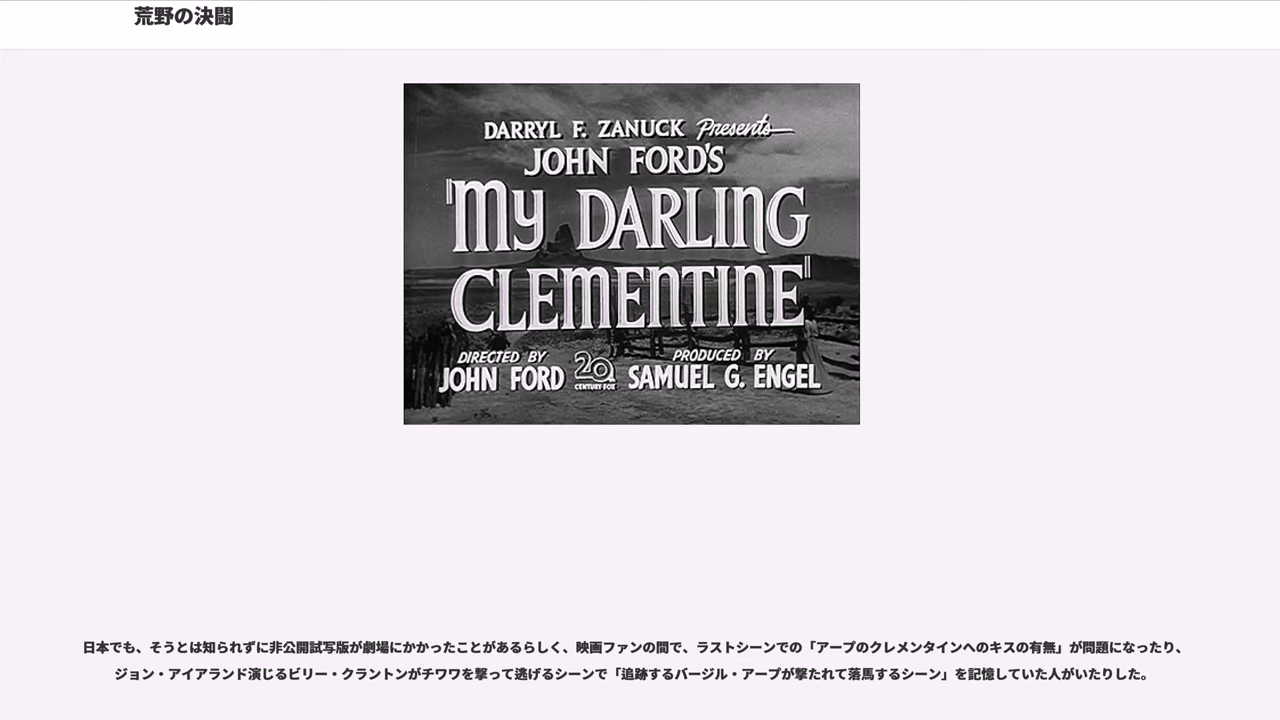 荒野の決闘
DARRYL F. ZANUCK Presents
JOHN FORD'S
"MY DARLING
CLEMENTINE"
DIRECTED BY
JOHN FORD
20
CENTURY FOX
PRODUCED BY
SAMUEL G. ENGEL
日本でも、そうとは知られずに非公開試写版が劇場にかかったことがあるらしく、映画ファンの間で、ラストシーンでの「アープのクレメンタインへのキスの有無」が問題になったり、
ジョン・アイアランド演じるビリー・クラントンがチワワを撃って逃げるシーンで「追跡するバージル・アープが撃たれて落馬するシーン」を記憶していた人がいたりした。